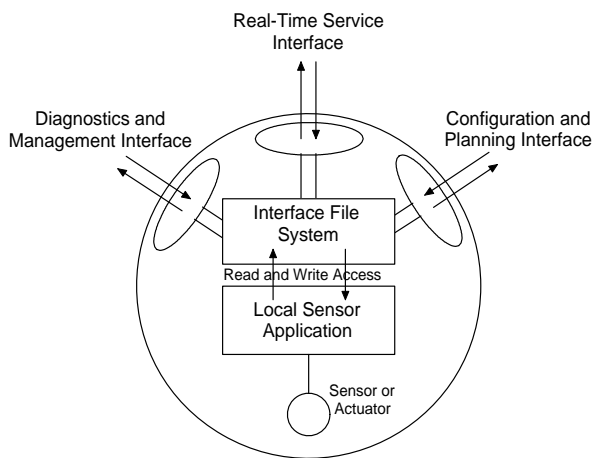 Real-Time Service
Interface
Diagnostics and
Management Interface
Configuration and
Planning Interface
Interface File
System
Read and Write Access
Local Sensor
Application
Sensor or
Actuator